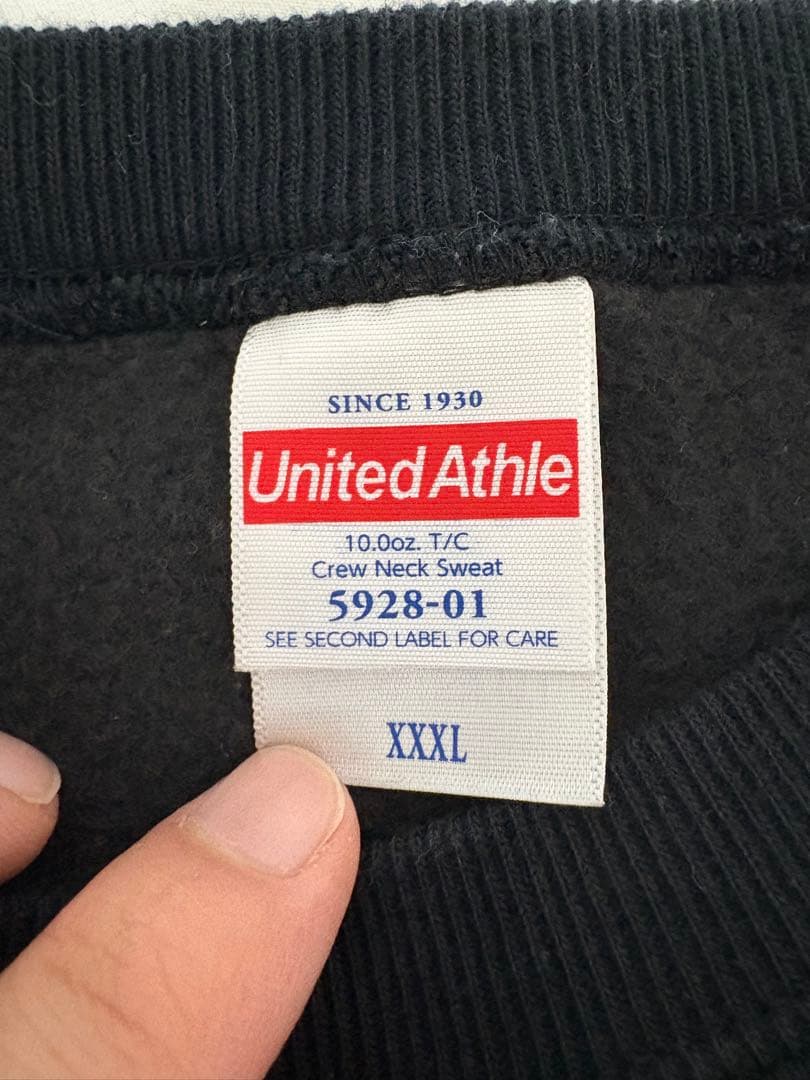 SINCE 1930
United Athle
10.0oz. T/C
Crew Neck Sweat
5928-01
SEE SECOND LABEL FOR CARE
XXXL